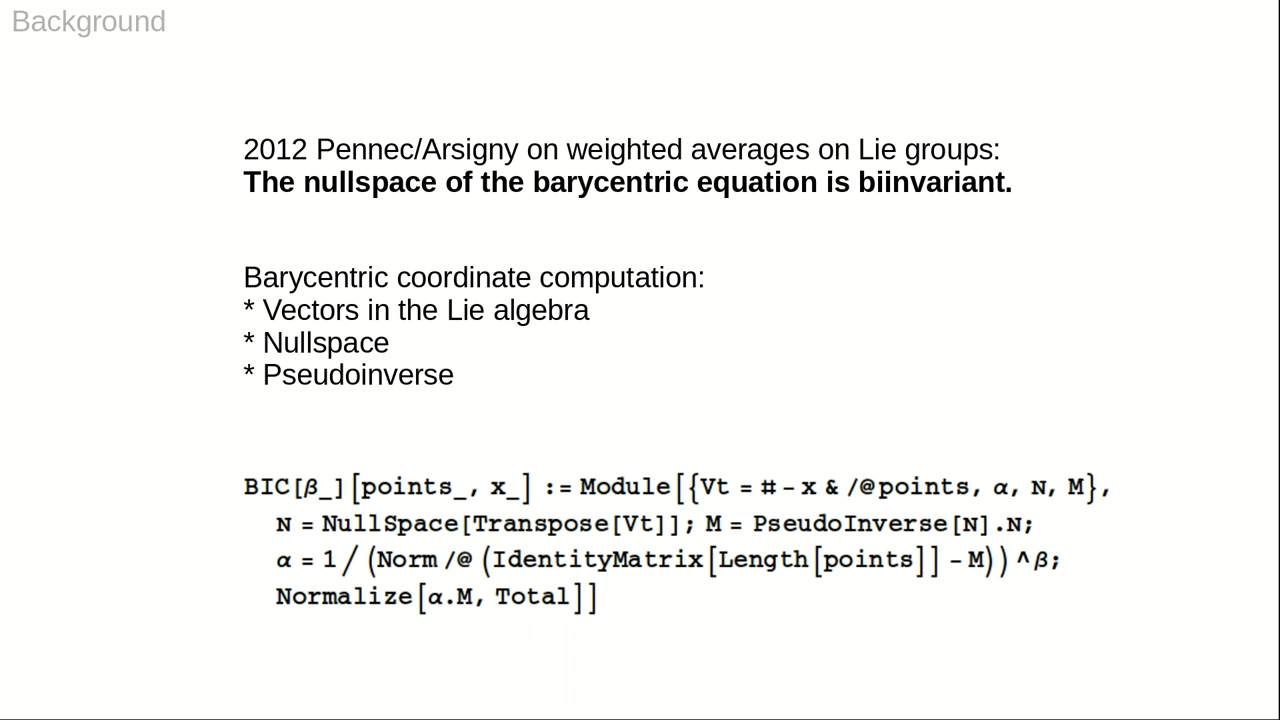 Background
2012 Pennec/Arsigny on weighted averages on Lie groups:
The nullspace of the barycentric equation is biinvariant.
Barycentric coordinate computation:
* Vectors in the Lie algebra
* Nullspace
* Pseudoinverse
BIC[β_][points_, x_] := Module[{Vt = # - x & /@ points, α, N, M},
N = NullSpace[Transpose[Vt]]; M = PseudoInverse[N].N;
α = 1 / (Norm /@ (IdentityMatrix[Length[points]] - M)) ^ β;
Normalize[α.M, Total]]